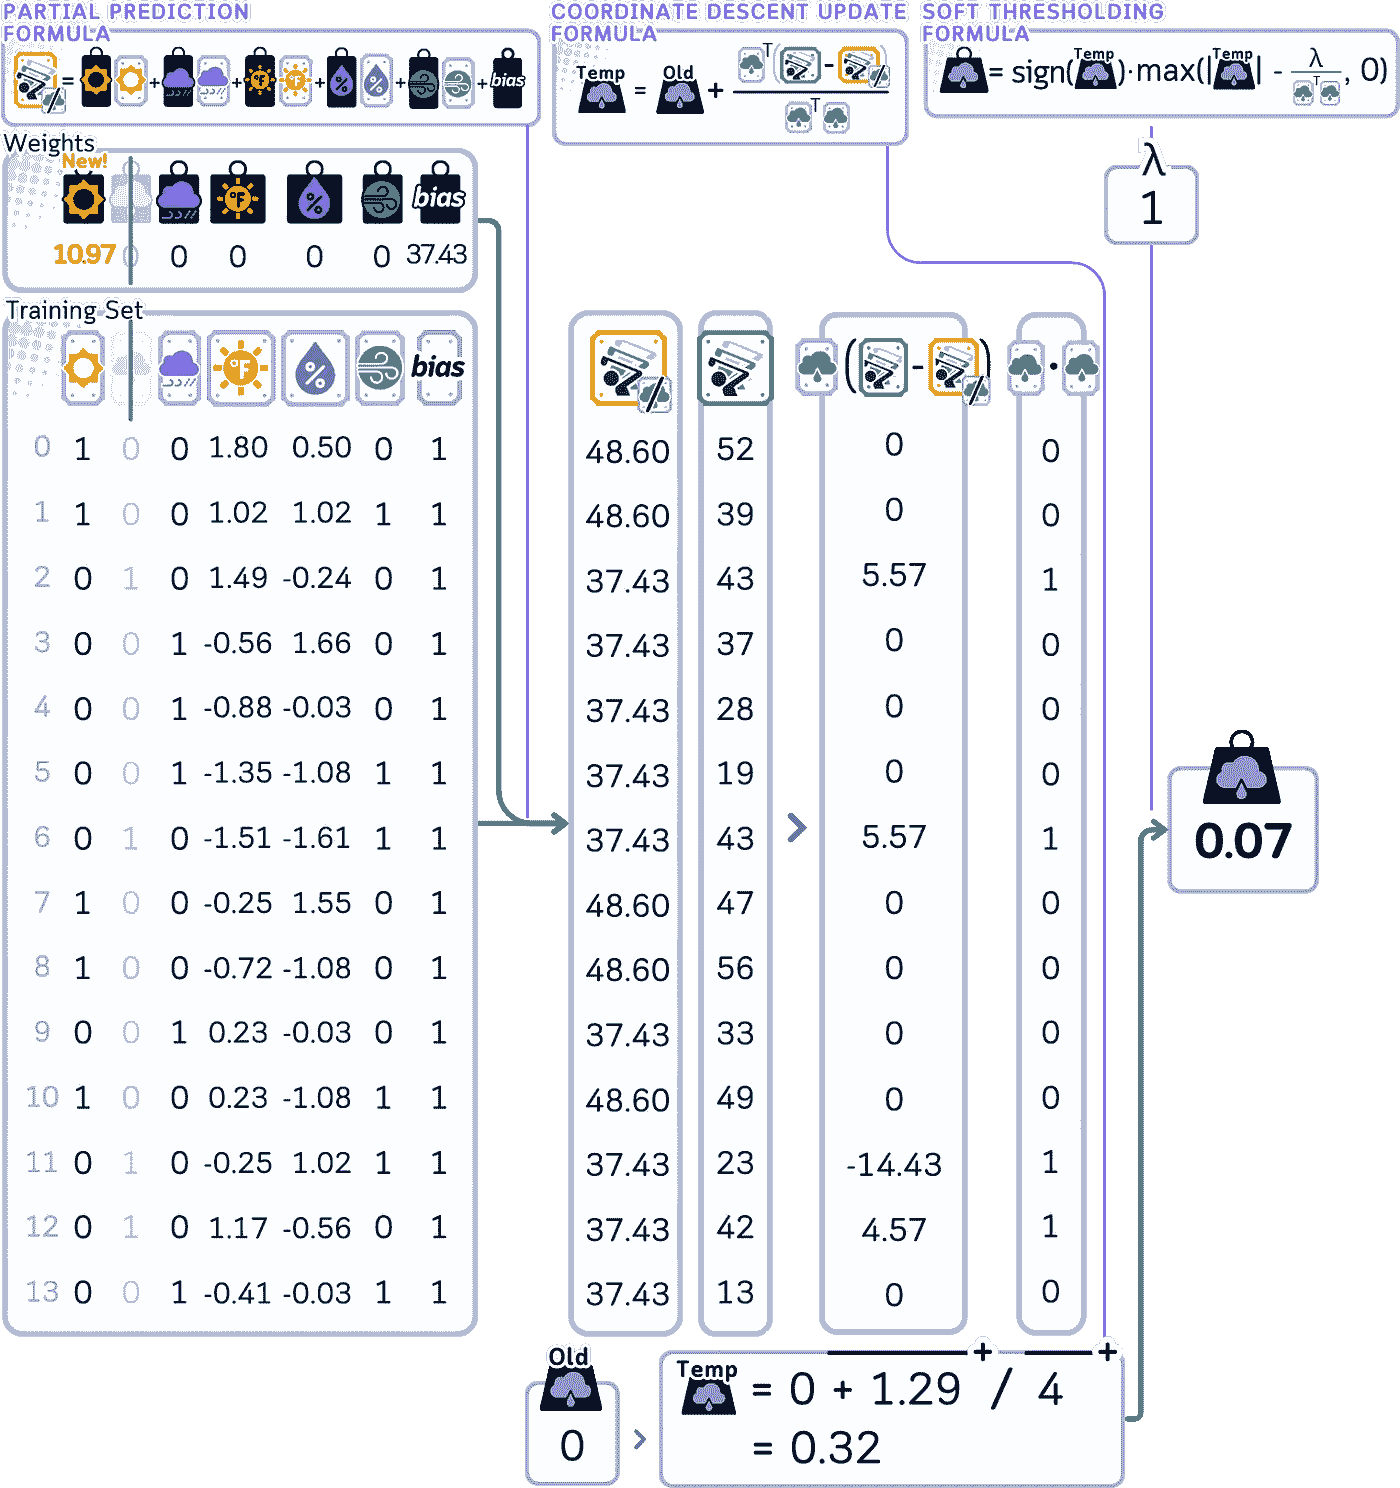 PARTIAL PREDICTION
FORMULA
= + + + + + bias
COORDINATE DESCENT UPDATE
FORMULA
Temp = Old + T( - ) / T
SOFT THRESHOLDING
FORMULA
= sign(Temp)·max(|Temp| - λ / T, 0)
Weights
New!
°F % bias
10.97 0 0 0 0 0 37.43
λ
1
Training Set
°F % bias ( - ) ·
0 1 0 0 1.80 0.50 0 1 48.60 52 0 0
1 1 0 0 1.02 1.02 1 1 48.60 39 0 0
2 0 1 0 1.49 -0.24 0 1 37.43 43 5.57 1
3 0 0 1 -0.56 1.66 0 1 37.43 37 0 0
4 0 0 1 -0.88 -0.03 0 1 37.43 28 0 0
5 0 0 1 -1.35 -1.08 1 1 37.43 19 0 0
6 0 1 0 -1.51 -1.61 1 1 37.43 43 5.57 1
7 1 0 0 -0.25 1.55 0 1 48.60 47 0 0
8 1 0 0 -0.72 -1.08 0 1 48.60 56 0 0
9 0 0 1 0.23 -0.03 0 1 37.43 33 0 0
10 1 0 0 0.23 -1.08 1 1 48.60 49 0 0
11 0 1 0 -0.25 1.02 1 1 37.43 23 -14.43 1
12 0 1 0 1.17 -0.56 0 1 37.43 42 4.57 1
13 0 0 1 -0.41 -0.03 1 1 37.43 13 0 0
0.07
+ +
Old
0
Temp = 0 + 1.29 / 4
= 0.32